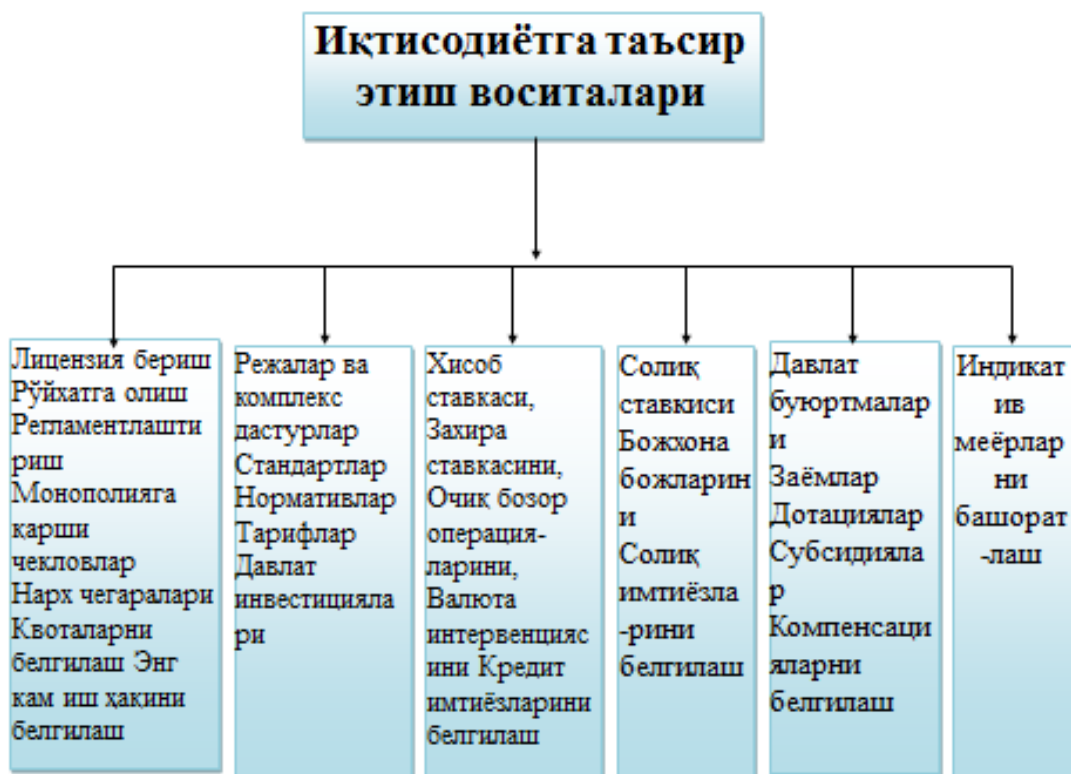 Иқтисодиётга таъсир
этиш воситалари
Лицензия бериш
Рўйхатга олиш
Регламентлашти
риш
Монополияга
қарши
чекловлар
Нарх чегаралари
Квоталарни
белгилаш Энг
кам иш ҳақини
белгилаш
Режалар ва
комплекс
дастурлар
Стандартлар
Нормативлар
Тарифлар
Давлат
инвестиция­ла
ри
Хисоб
ставкаси,
Захира
ставкасини,
Очиқ бозор
операция-
ларини,
Валюта
интервенцияс
ини Кредит
имтиёзларини
белгилаш
Солиқ
ставкиси
Божхона
божларин
и
Солиқ
имтиёзла
-рини
белгилаш
Давлат
буюртмалар
и
Заёмлар
Дотациялар
Субсидияла
р
Компенсаци
яларни
белгилаш
Индикат
ив
меёрлар
ни
башорат
-лаш